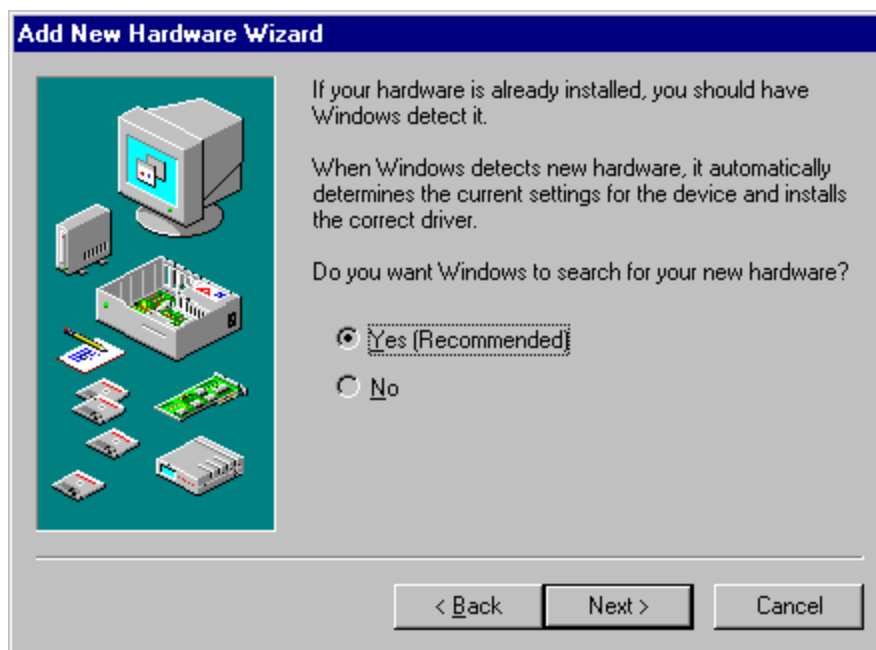 Add New Hardware Wizard
If your hardware is already installed, you should have
Windows detect it.
When Windows detects new hardware, it automatically
determines the current settings for the device and installs
the correct driver.
Do you want Windows to search for your new hardware?
Yes (Recommended)
No
< Back
Next >
Cancel